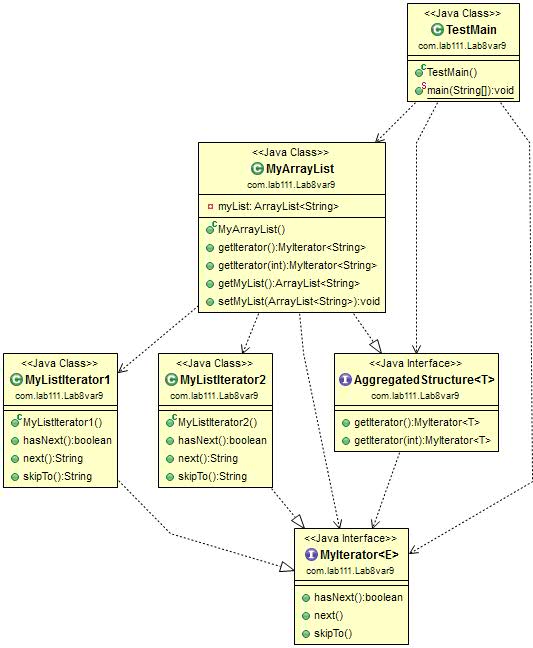 <<Java Class>>
TestMain
com.lab111.Lab8var9
TestMain()
main(String[]):void
<<Java Class>>
MyArrayList
com.lab111.Lab8var9
myList: ArrayList<String>
MyArrayList()
getIterator():MyIterator<String>
getIterator(int):MyIterator<String>
getMyList():ArrayList<String>
setMyList(ArrayList<String>):void
<<Java Class>>
MyListIterator1
com.lab111.Lab8var9
MyListIterator1()
hasNext():boolean
next():String
skipTo():String
<<Java Class>>
MyListIterator2
com.lab111.Lab8var9
MyListIterator2()
hasNext():boolean
next():String
skipTo():String
<<Java Interface>>
AggregatedStructure<T>
com.lab111.Lab8var9
getIterator():MyIterator<T>
getIterator(int):MyIterator<T>
<<Java Interface>>
MyIterator<E>
com.lab111.Lab8var9
hasNext():boolean
next()
skipTo()